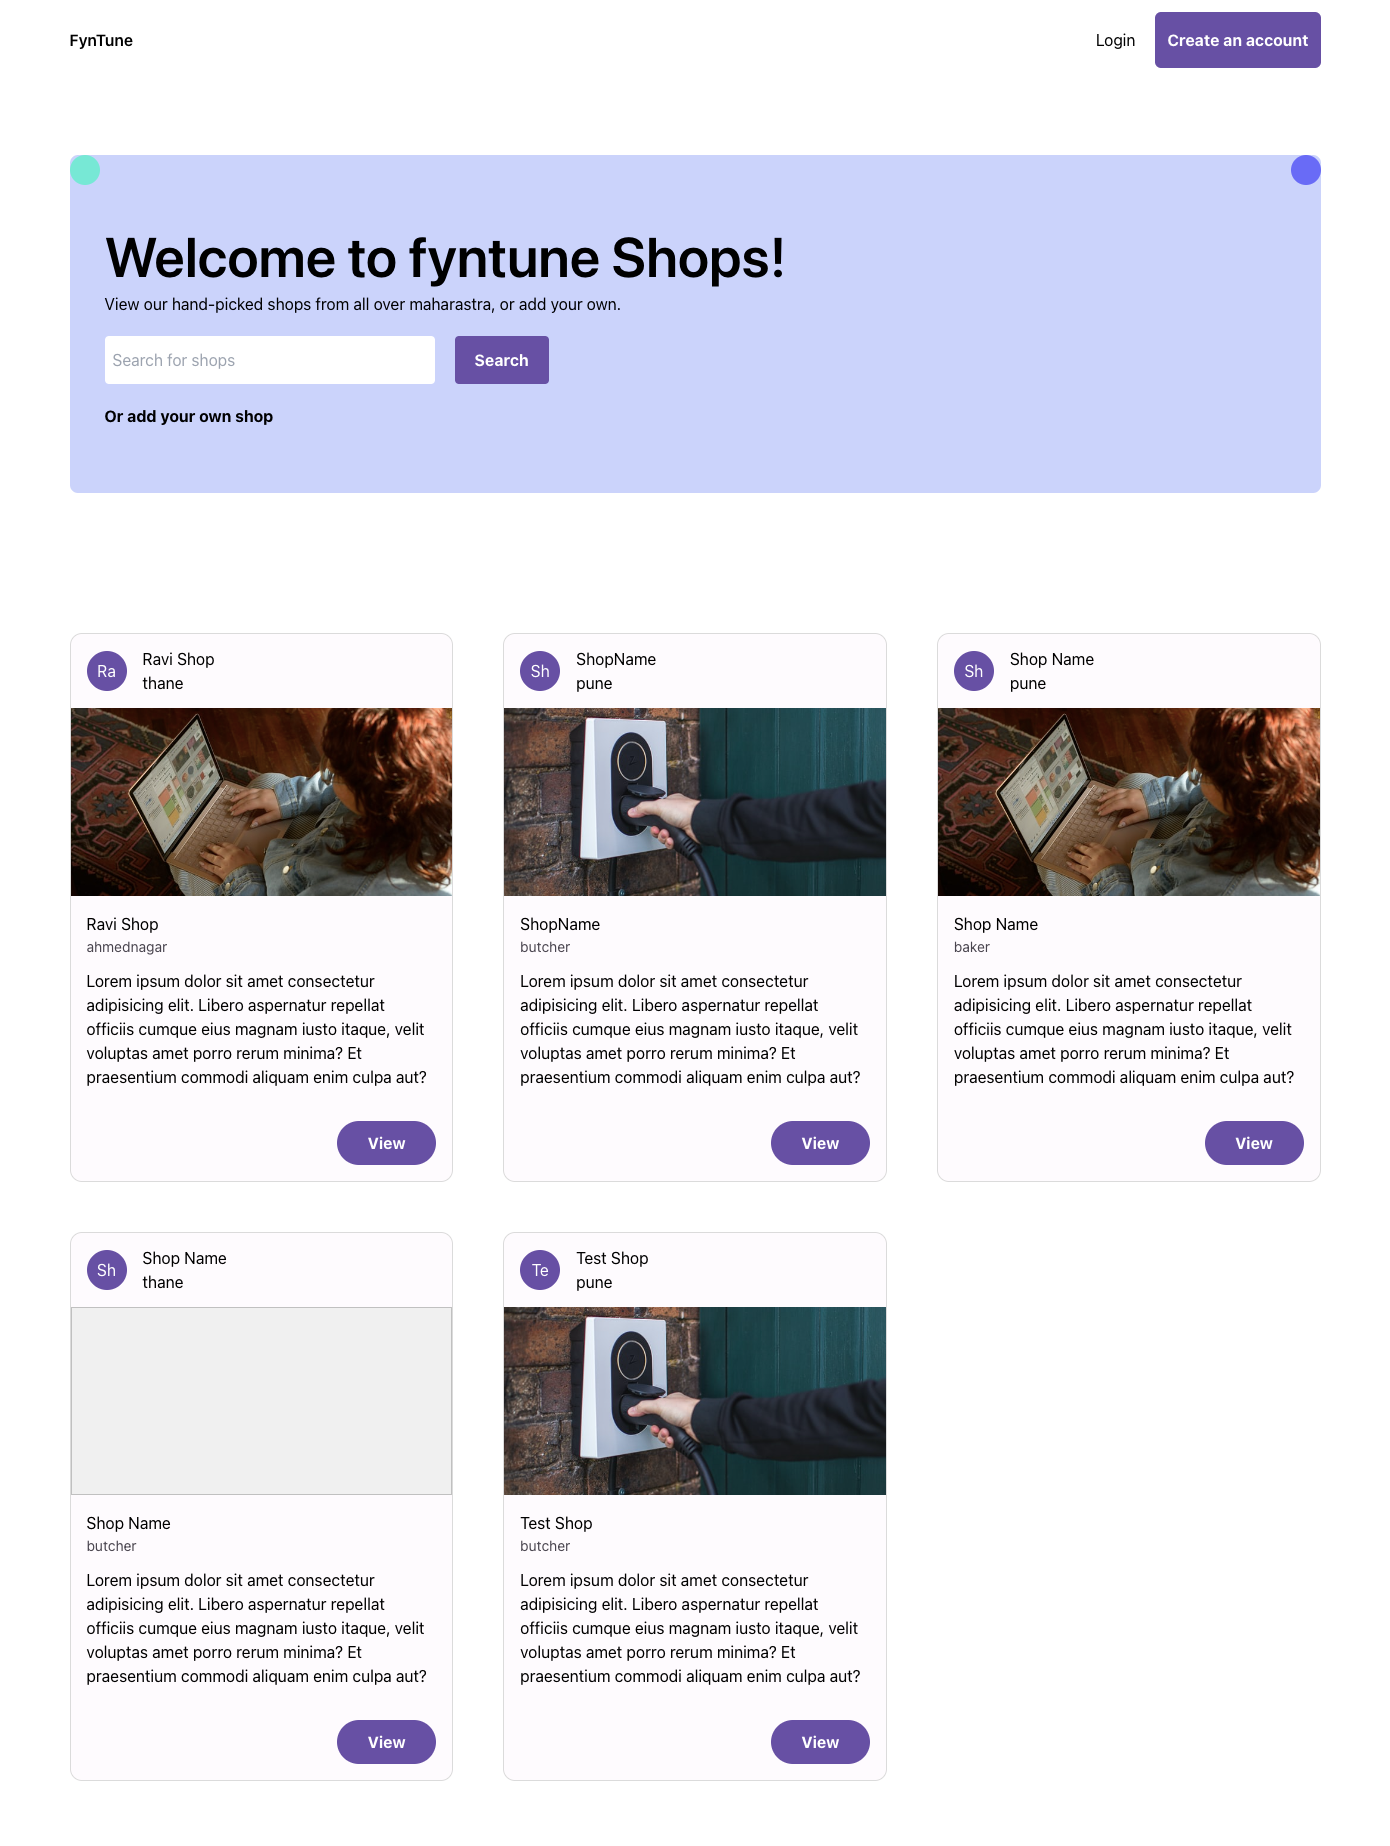 FynTune
Login
Create an account
Welcome to fyntune Shops!
View our hand-picked shops from all over maharastra, or add your own.
Search for shops
Search
Or add your own shop
Ra
Ravi Shop
thane
Ravi Shop
ahmednagar
Lorem ipsum dolor sit amet consectetur
adipisicing elit. Libero aspernatur repellat
officiis cumque eius magnam iusto itaque, velit
voluptas amet porro rerum minima? Et
praesentium commodi aliquam enim culpa aut?
View
Sh
ShopName
pune
ShopName
butcher
Lorem ipsum dolor sit amet consectetur
adipisicing elit. Libero aspernatur repellat
officiis cumque eius magnam iusto itaque, velit
voluptas amet porro rerum minima? Et
praesentium commodi aliquam enim culpa aut?
View
Sh
Shop Name
pune
Shop Name
baker
Lorem ipsum dolor sit amet consectetur
adipisicing elit. Libero aspernatur repellat
officiis cumque eius magnam iusto itaque, velit
voluptas amet porro rerum minima? Et
praesentium commodi aliquam enim culpa aut?
View
Sh
Shop Name
thane
Shop Name
butcher
Lorem ipsum dolor sit amet consectetur
adipisicing elit. Libero aspernatur repellat
officiis cumque eius magnam iusto itaque, velit
voluptas amet porro rerum minima? Et
praesentium commodi aliquam enim culpa aut?
View
Te
Test Shop
pune
Test Shop
butcher
Lorem ipsum dolor sit amet consectetur
adipisicing elit. Libero aspernatur repellat
officiis cumque eius magnam iusto itaque, velit
voluptas amet porro rerum minima? Et
praesentium commodi aliquam enim culpa aut?
View